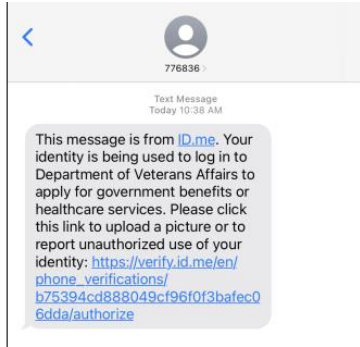 776836
Text Message
Today 10:38 AM
This message is from ID.me. Your
identity is being used to log in to
Department of Veterans Affairs to
apply for government benefits or
healthcare services. Please click
this link to upload a picture or to
report unauthorized use of your
identity: https://verify.id.me/en/
phone_verifications/
b75394cd888049cf96f0f3bafec0
6dda/authorize